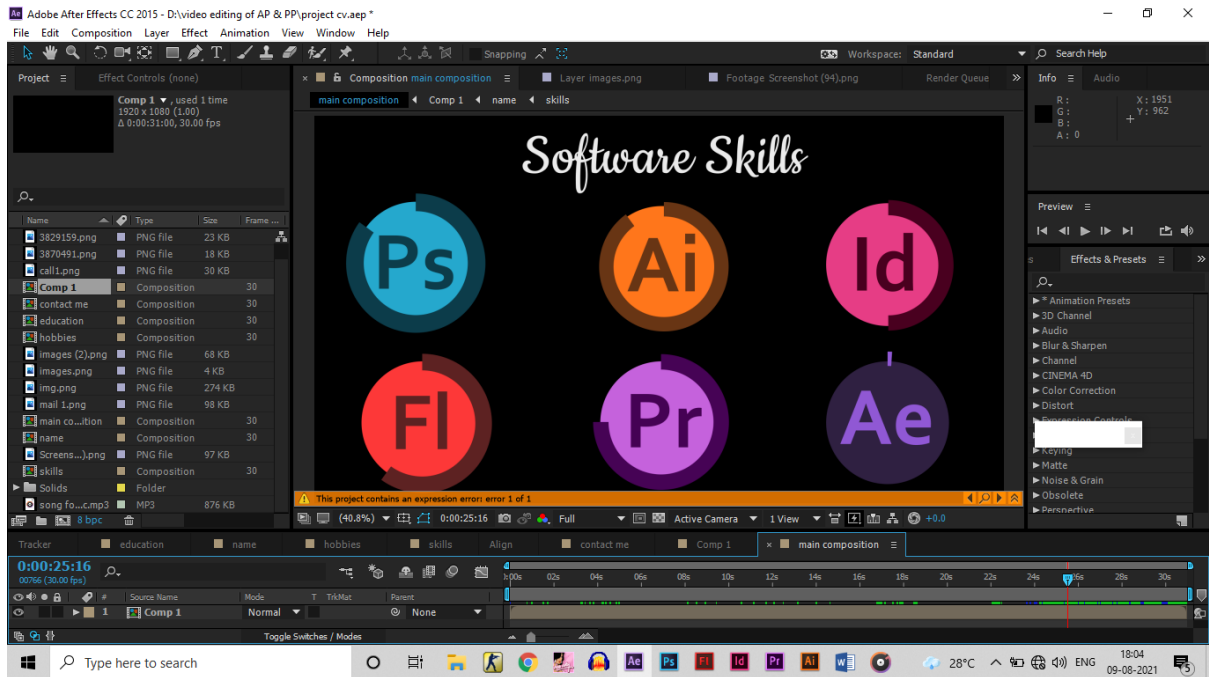 Adobe After Effects CC 2015 - D:\video editing of AP & PP\project cv.aep *
File Edit Composition Layer Effect Animation View Window Help
Snapping
Workspace: Standard
Search Help
Project Effect Controls (none)
Composition main composition
Layer images.png
Footage Screenshot (94).png
Render Queue
Info Audio
main composition Comp 1 name skills
Comp 1 , used 1 time
1920 x 1080 (1.00)
Δ 0:00:31:00, 30.00 fps
R :
G :
B :
A : 0
X : 1951
Y : 962
Software Skills
Ps Ai Id
Fl Pr Ae
Name Type Size Frame ...
3829159.png PNG file 23 KB
3870491.png PNG file 18 KB
call1.png PNG file 30 KB
Comp 1 Composition 30
contact me Composition 30
education Composition 30
hobbies Composition 30
images (2).png PNG file 68 KB
images.png PNG file 4 KB
img.png PNG file 274 KB
mail 1.png PNG file 98 KB
main co...ition Composition 30
name Composition 30
Screens...).png PNG file 97 KB
skills Composition 30
Solids Folder
song fo...c.mp3 MP3 876 KB
8 bpc
Preview
Effects & Presets
* Animation Presets
3D Channel
Audio
Blur & Sharpen
Channel
CINEMA 4D
Color Correction
Distort
Expression Controls
Keying
Matte
Noise & Grain
Obsolete
Perspective
This project contains an expression error: error 1 of 1
(40.8%) 0:00:25:16 Full Active Camera 1 View +0.0
Tracker education name hobbies skills Align contact me Comp 1 main composition
0:00:25:16
00766 (30.00 fps)
02s 04s 06s 08s 10s 12s 14s 16s 18s 20s 22s 24s 28s 30s
# Source Name Mode T TrkMat Parent
1 Comp 1 Normal None
Toggle Switches / Modes
Type here to search
Ae Ps Fl Id Pr Ai
28°C ENG
18:04
09-08-2021
5